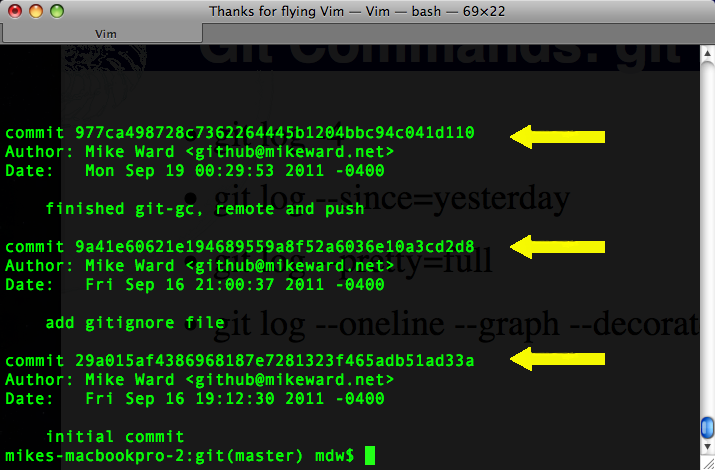 Thanks for flying Vim — Vim — bash — 69×22
Vim
Git Commands: git
commit 977ca498728c7362264445b1204bbc94c041d110
Author: Mike Ward <github@mikeward.net>
Date:   Mon Sep 19 00:29:53 2011 -0400
git log --since=yesterday
finished git-gc, remote and push
commit 9a41e60621e194689559a8f52a6036e10a3cd2d8
Author: Mike Ward <github@mikeward.net>
git log --pretty=full
Date:   Fri Sep 16 21:00:37 2011 -0400
add gitignore file
git log --oneline --graph --decorat
commit 29a015af4386968187e7281323f465adb51ad33a
Author: Mike Ward <github@mikeward.net>
Date:   Fri Sep 16 19:12:30 2011 -0400
initial commit
mikes-macbookpro-2:git(master) mdw$